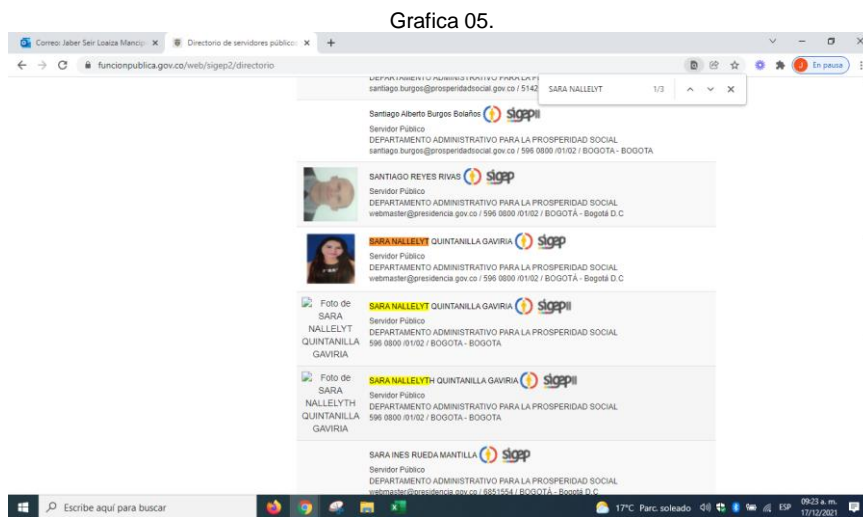 Grafica 05.
Correo: Jaber Seir Loaiza Mancip
Directorio de servidores público
funcionpublica.gov.co/web/sigep2/directorio
En pausa
SARA NALLELYT 1/3
DEPARTAMENTO ADMINISTRATIVO PARA LA P
santiago.burgos@prosperidadsocial.gov.co / 5142
Santiago Alberto Burgos Bolaños sigepII
Servidor Público
DEPARTAMENTO ADMINISTRATIVO PARA LA PROSPERIDAD SOCIAL
santiago.burgos@prosperidadsocial.gov.co / 596 0800 /01/02 / BOGOTA - BOGOTA
SANTIAGO REYES RIVAS sigep
Servidor Público
DEPARTAMENTO ADMINISTRATIVO PARA LA PROSPERIDAD SOCIAL
webmaster@presidencia.gov.co / 596 0800 /01/02 / BOGOTÁ - Bogotá D.C
SARA NALLELYT QUINTANILLA GAVIRIA sigep
Servidor Público
DEPARTAMENTO ADMINISTRATIVO PARA LA PROSPERIDAD SOCIAL
webmaster@presidencia.gov.co / 596 0800 /01/02 / BOGOTÁ - Bogotá D.C
Foto de
SARA
NALLELYT
QUINTANILLA
GAVIRIA
SARA NALLELYT QUINTANILLA GAVIRIA sigepII
Servidor Público
DEPARTAMENTO ADMINISTRATIVO PARA LA PROSPERIDAD SOCIAL
596 0800 /01/02 / BOGOTA - BOGOTA
Foto de
SARA
NALLELYTH
QUINTANILLA
GAVIRIA
SARA NALLELYTH QUINTANILLA GAVIRIA sigepII
Servidor Público
DEPARTAMENTO ADMINISTRATIVO PARA LA PROSPERIDAD SOCIAL
596 0800 /01/02 / BOGOTA - BOGOTA
SARA INES RUEDA MANTILLA sigep
Servidor Público
DEPARTAMENTO ADMINISTRATIVO PARA LA PROSPERIDAD SOCIAL
webmaster@presidencia.gov.co / 6851554 / BOGOTÁ - Bogotá D.C
Escribe aquí para buscar
17°C Parc. soleado
ESP
09:23 a. m.
17/12/2021